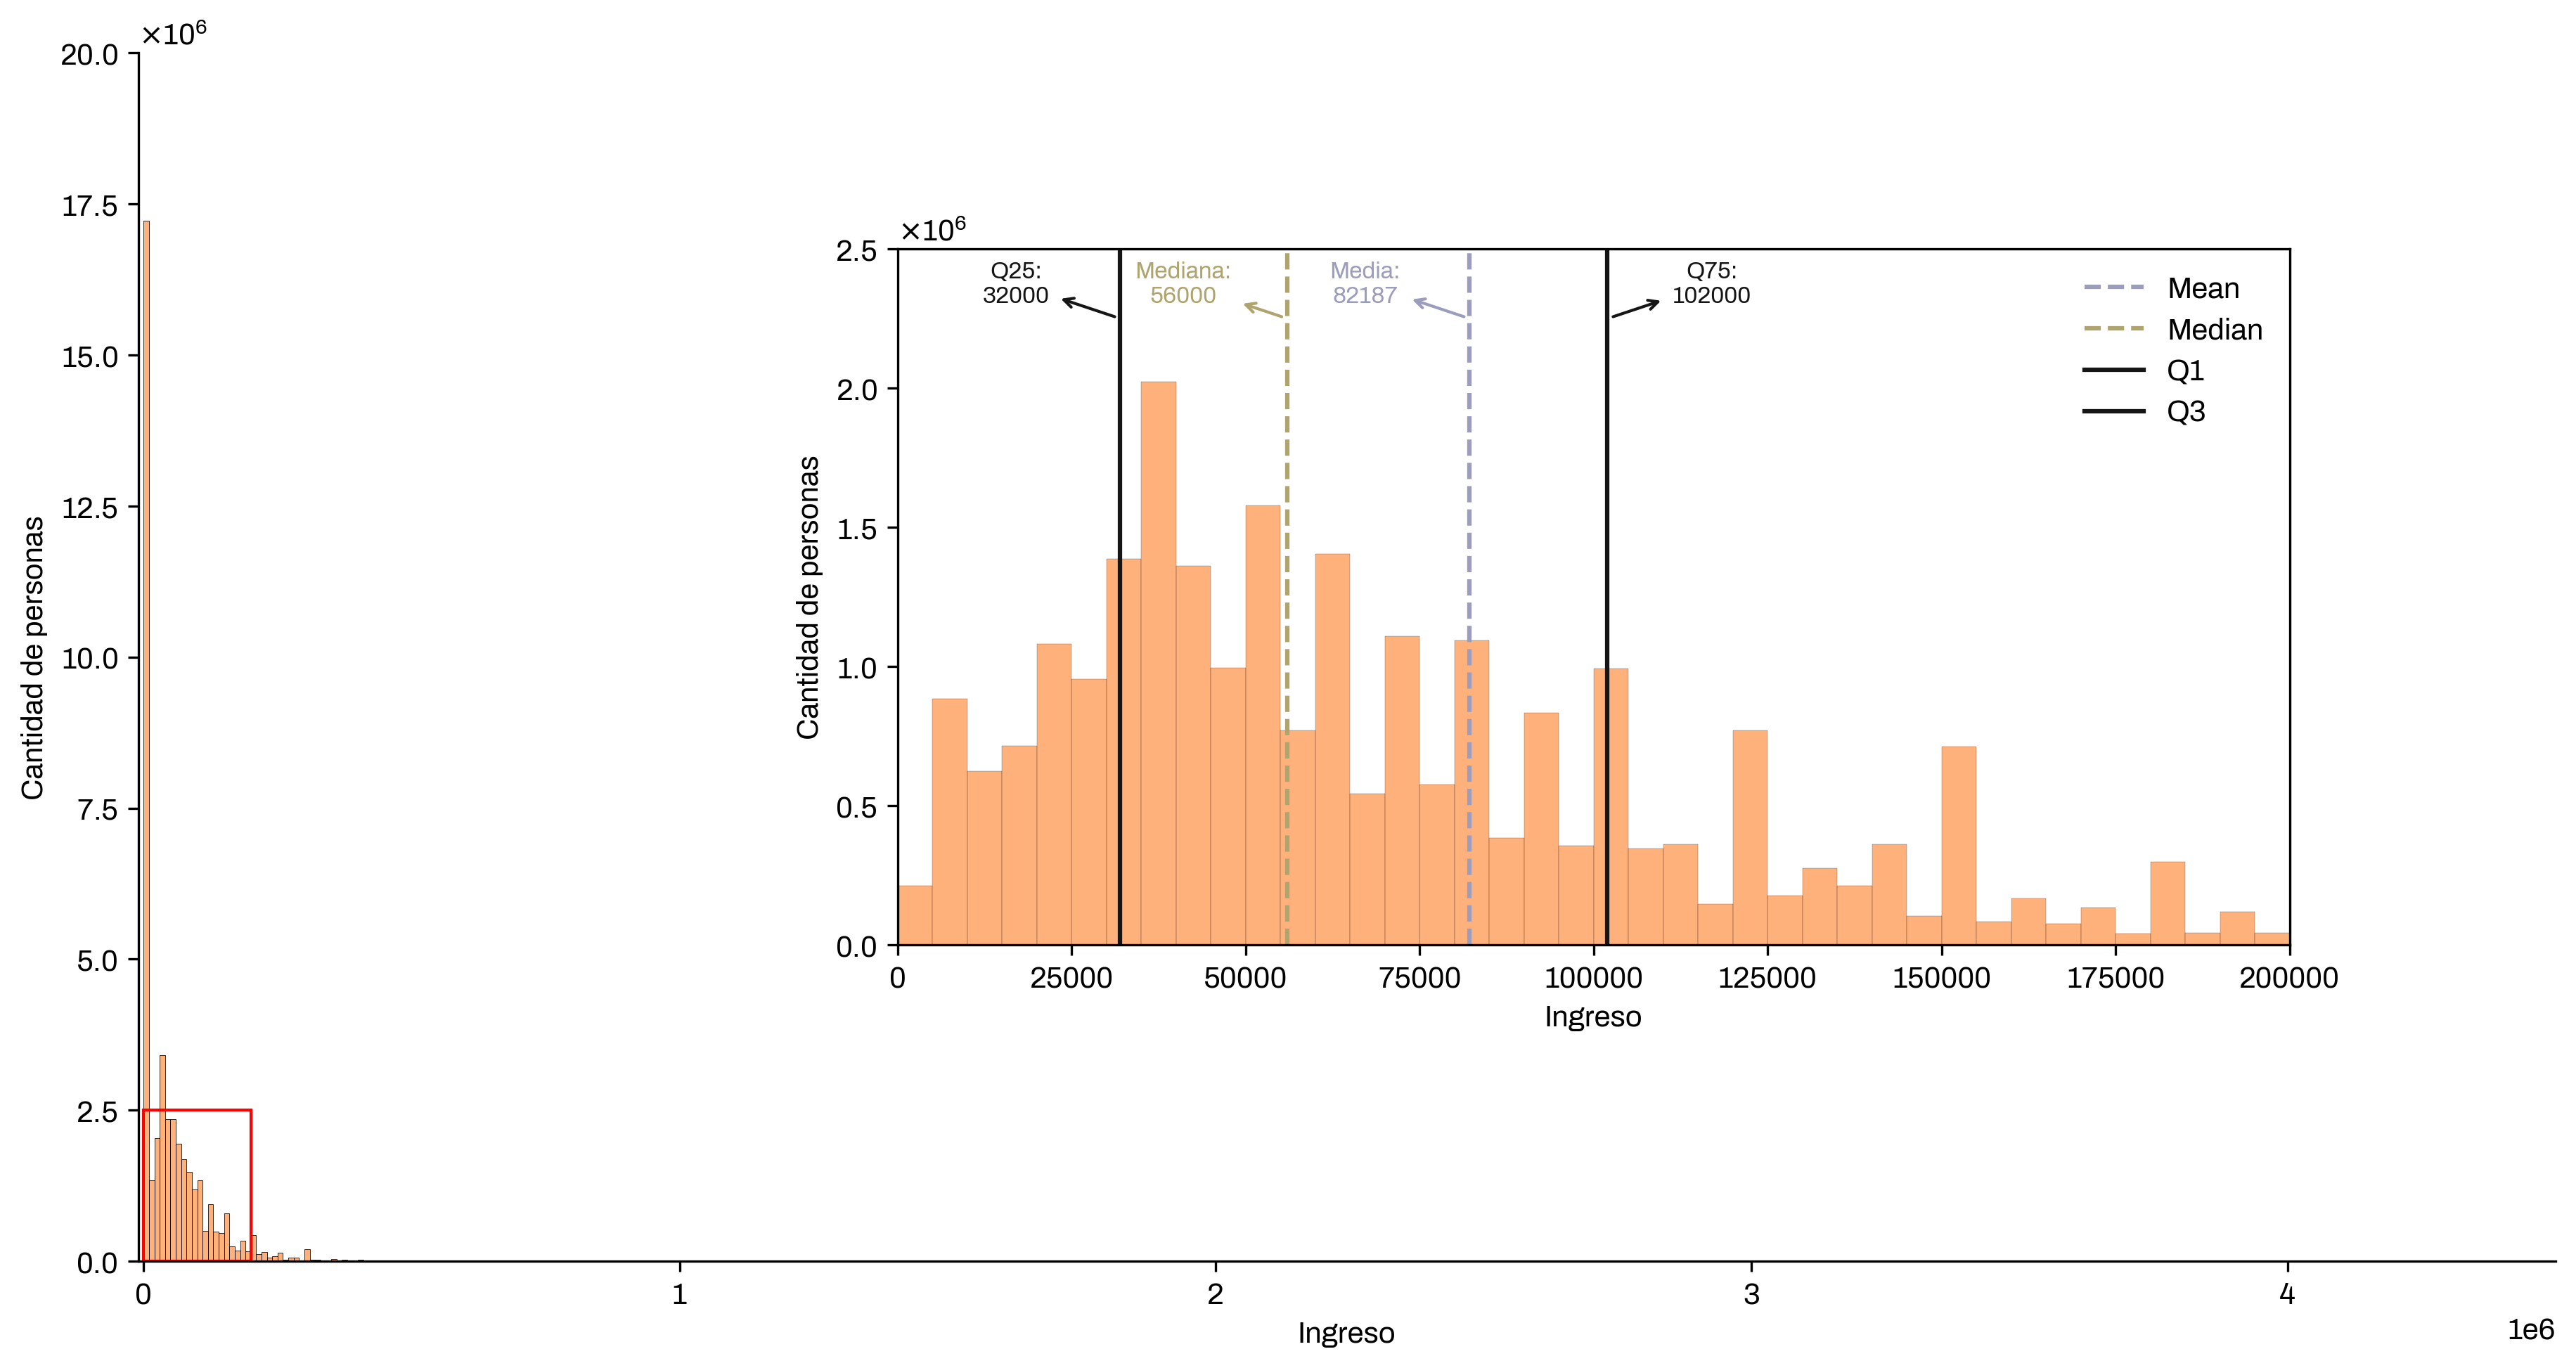 ×10⁶
20.0
17.5
15.0
12.5
10.0
7.5
5.0
2.5
0.0
Cantidad de personas
0 1 2 3 4
1e6
Ingreso
×10⁶
2.5
2.0
1.5
1.0
0.5
0.0
Cantidad de personas
Q25:
32000
Mediana:
56000
Media:
82187
Q75:
102000
Mean
Median
Q1
Q3
0 25000 50000 75000 100000 125000 150000 175000 200000
Ingreso